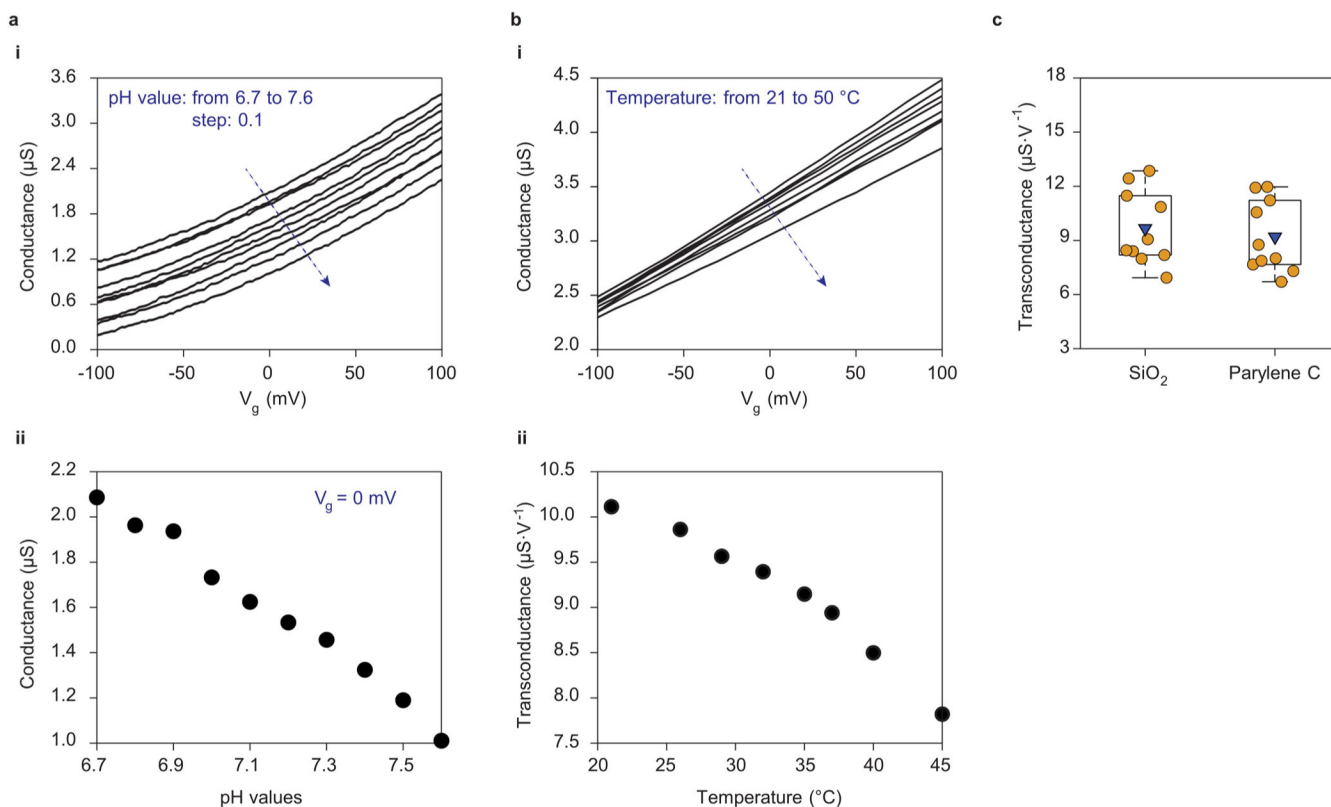 a
i
pH value: from 6.7 to 7.6
step: 0.1
Conductance (µS)
3.6
3.0
2.4
1.8
1.2
0.6
0.0
-100
-50
0
50
100
Vg (mV)
ii
Vg = 0 mV
Conductance (µS)
2.2
2.0
1.8
1.6
1.4
1.2
1.0
6.7
6.9
7.1
7.3
7.5
pH values
b
i
Temperature: from 21 to 50 °C
Conductance (µS)
4.5
4.0
3.5
3.0
2.5
2.0
-100
-50
0
50
100
Vg (mV)
ii
Transconductance (µS·V⁻¹)
10.5
10.0
9.5
9.0
8.5
8.0
7.5
20
25
30
35
40
45
Temperature (°C)
c
Transconductance (µS·V⁻¹)
18
15
12
9
6
3
SiO₂
Parylene C